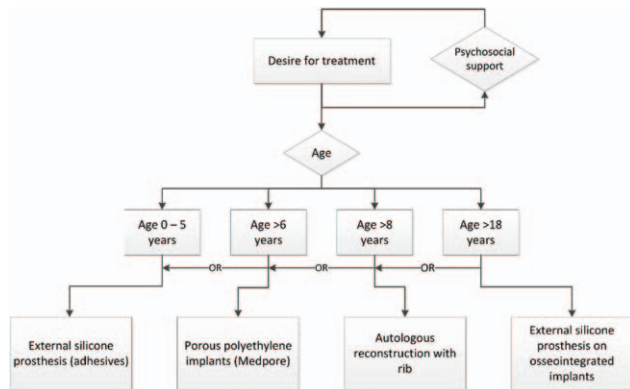 Desire for treatment
Psychosocial
support
Age
Age 0 – 5
years
Age >6
years
Age >8
years
Age >18
years
OR
OR
OR
External silicone
prosthesis (adhesives)
Porous polyethylene
implants (Medpore)
Autologous
reconstruction with
rib
External silicone
prosthesis on
osseointegrated
implants